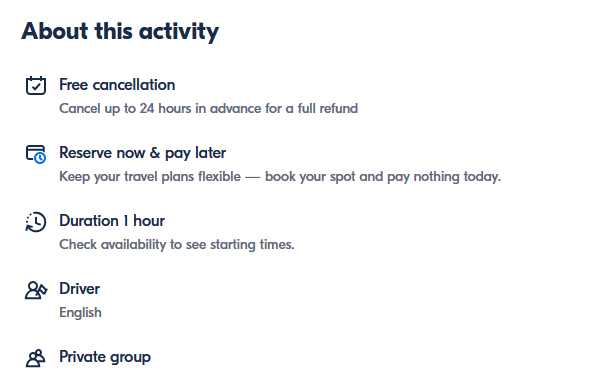 About this activity
Free cancellation
Cancel up to 24 hours in advance for a full refund
Reserve now & pay later
Keep your travel plans flexible — book your spot and pay nothing today.
Duration 1 hour
Check availability to see starting times.
Driver
English
Private group